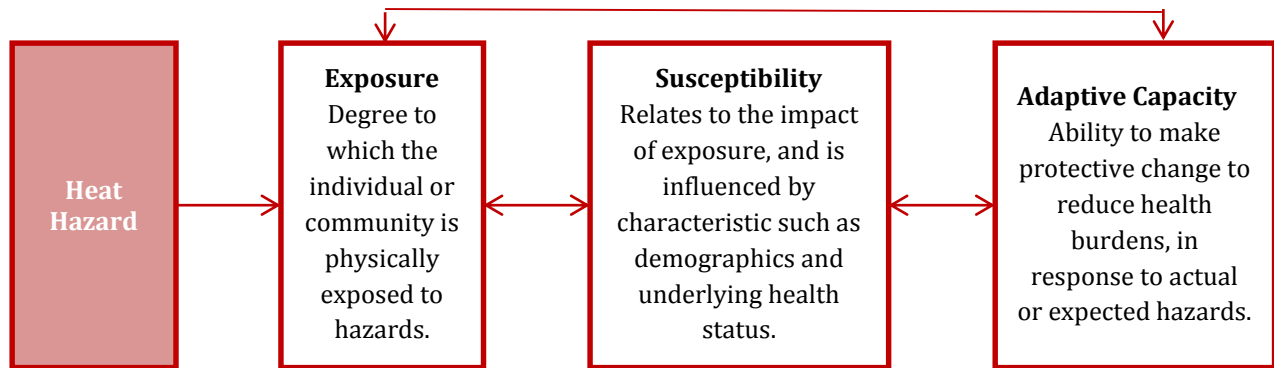 Heat
Hazard
Exposure
Degree to
which the
individual or
community is
physically
exposed to
hazards.
Susceptibility
Relates to the impact
of exposure, and is
influenced by
characteristic such as
demographics and
underlying health
status.
Adaptive Capacity
Ability to make
protective change to
reduce health
burdens, in
response to actual
or expected hazards.